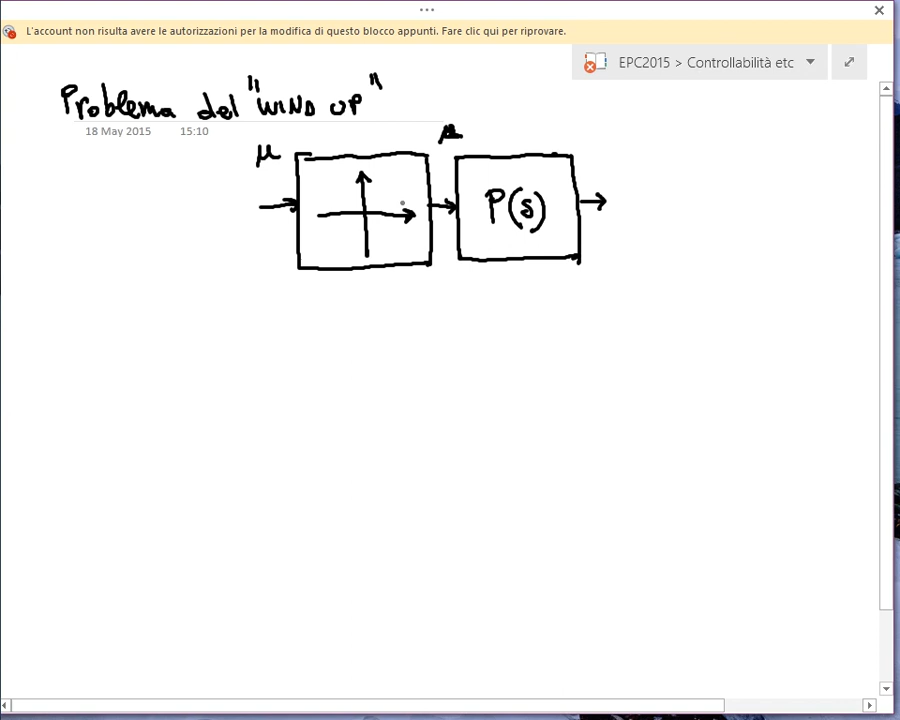 L'account non risulta avere le autorizzazioni per la modifica di questo blocco appunti. Fare clic qui per riprovare.
EPC2015 > Controllabilità etc
Problema del "WIND UP"
18 May 2015 15:10
μ
P(s)